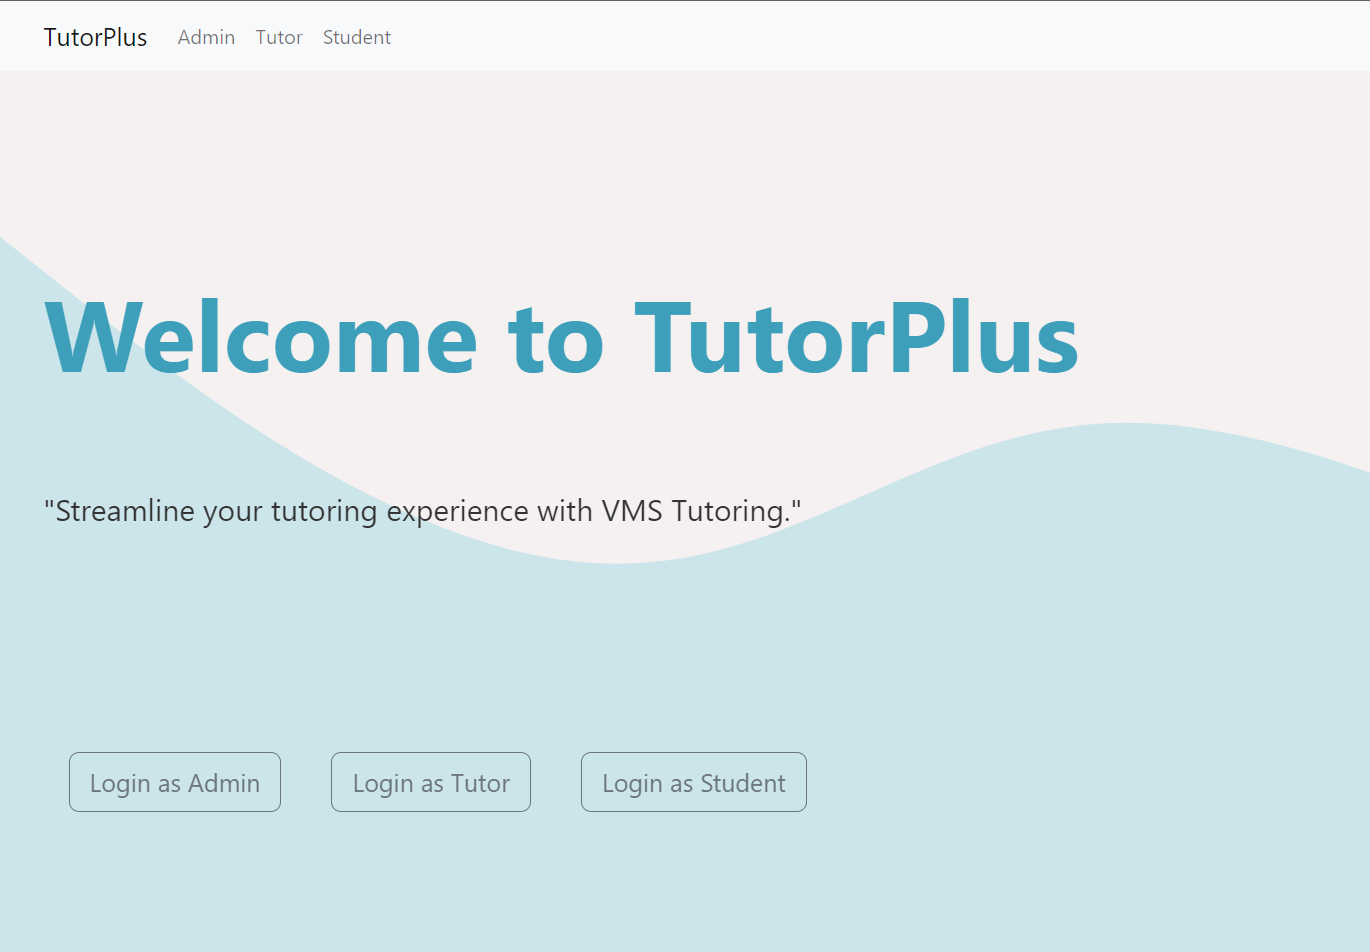 TutorPlus Admin Tutor Student
Welcome to TutorPlus
"Streamline your tutoring experience with VMS Tutoring."
Login as Admin Login as Tutor Login as Student